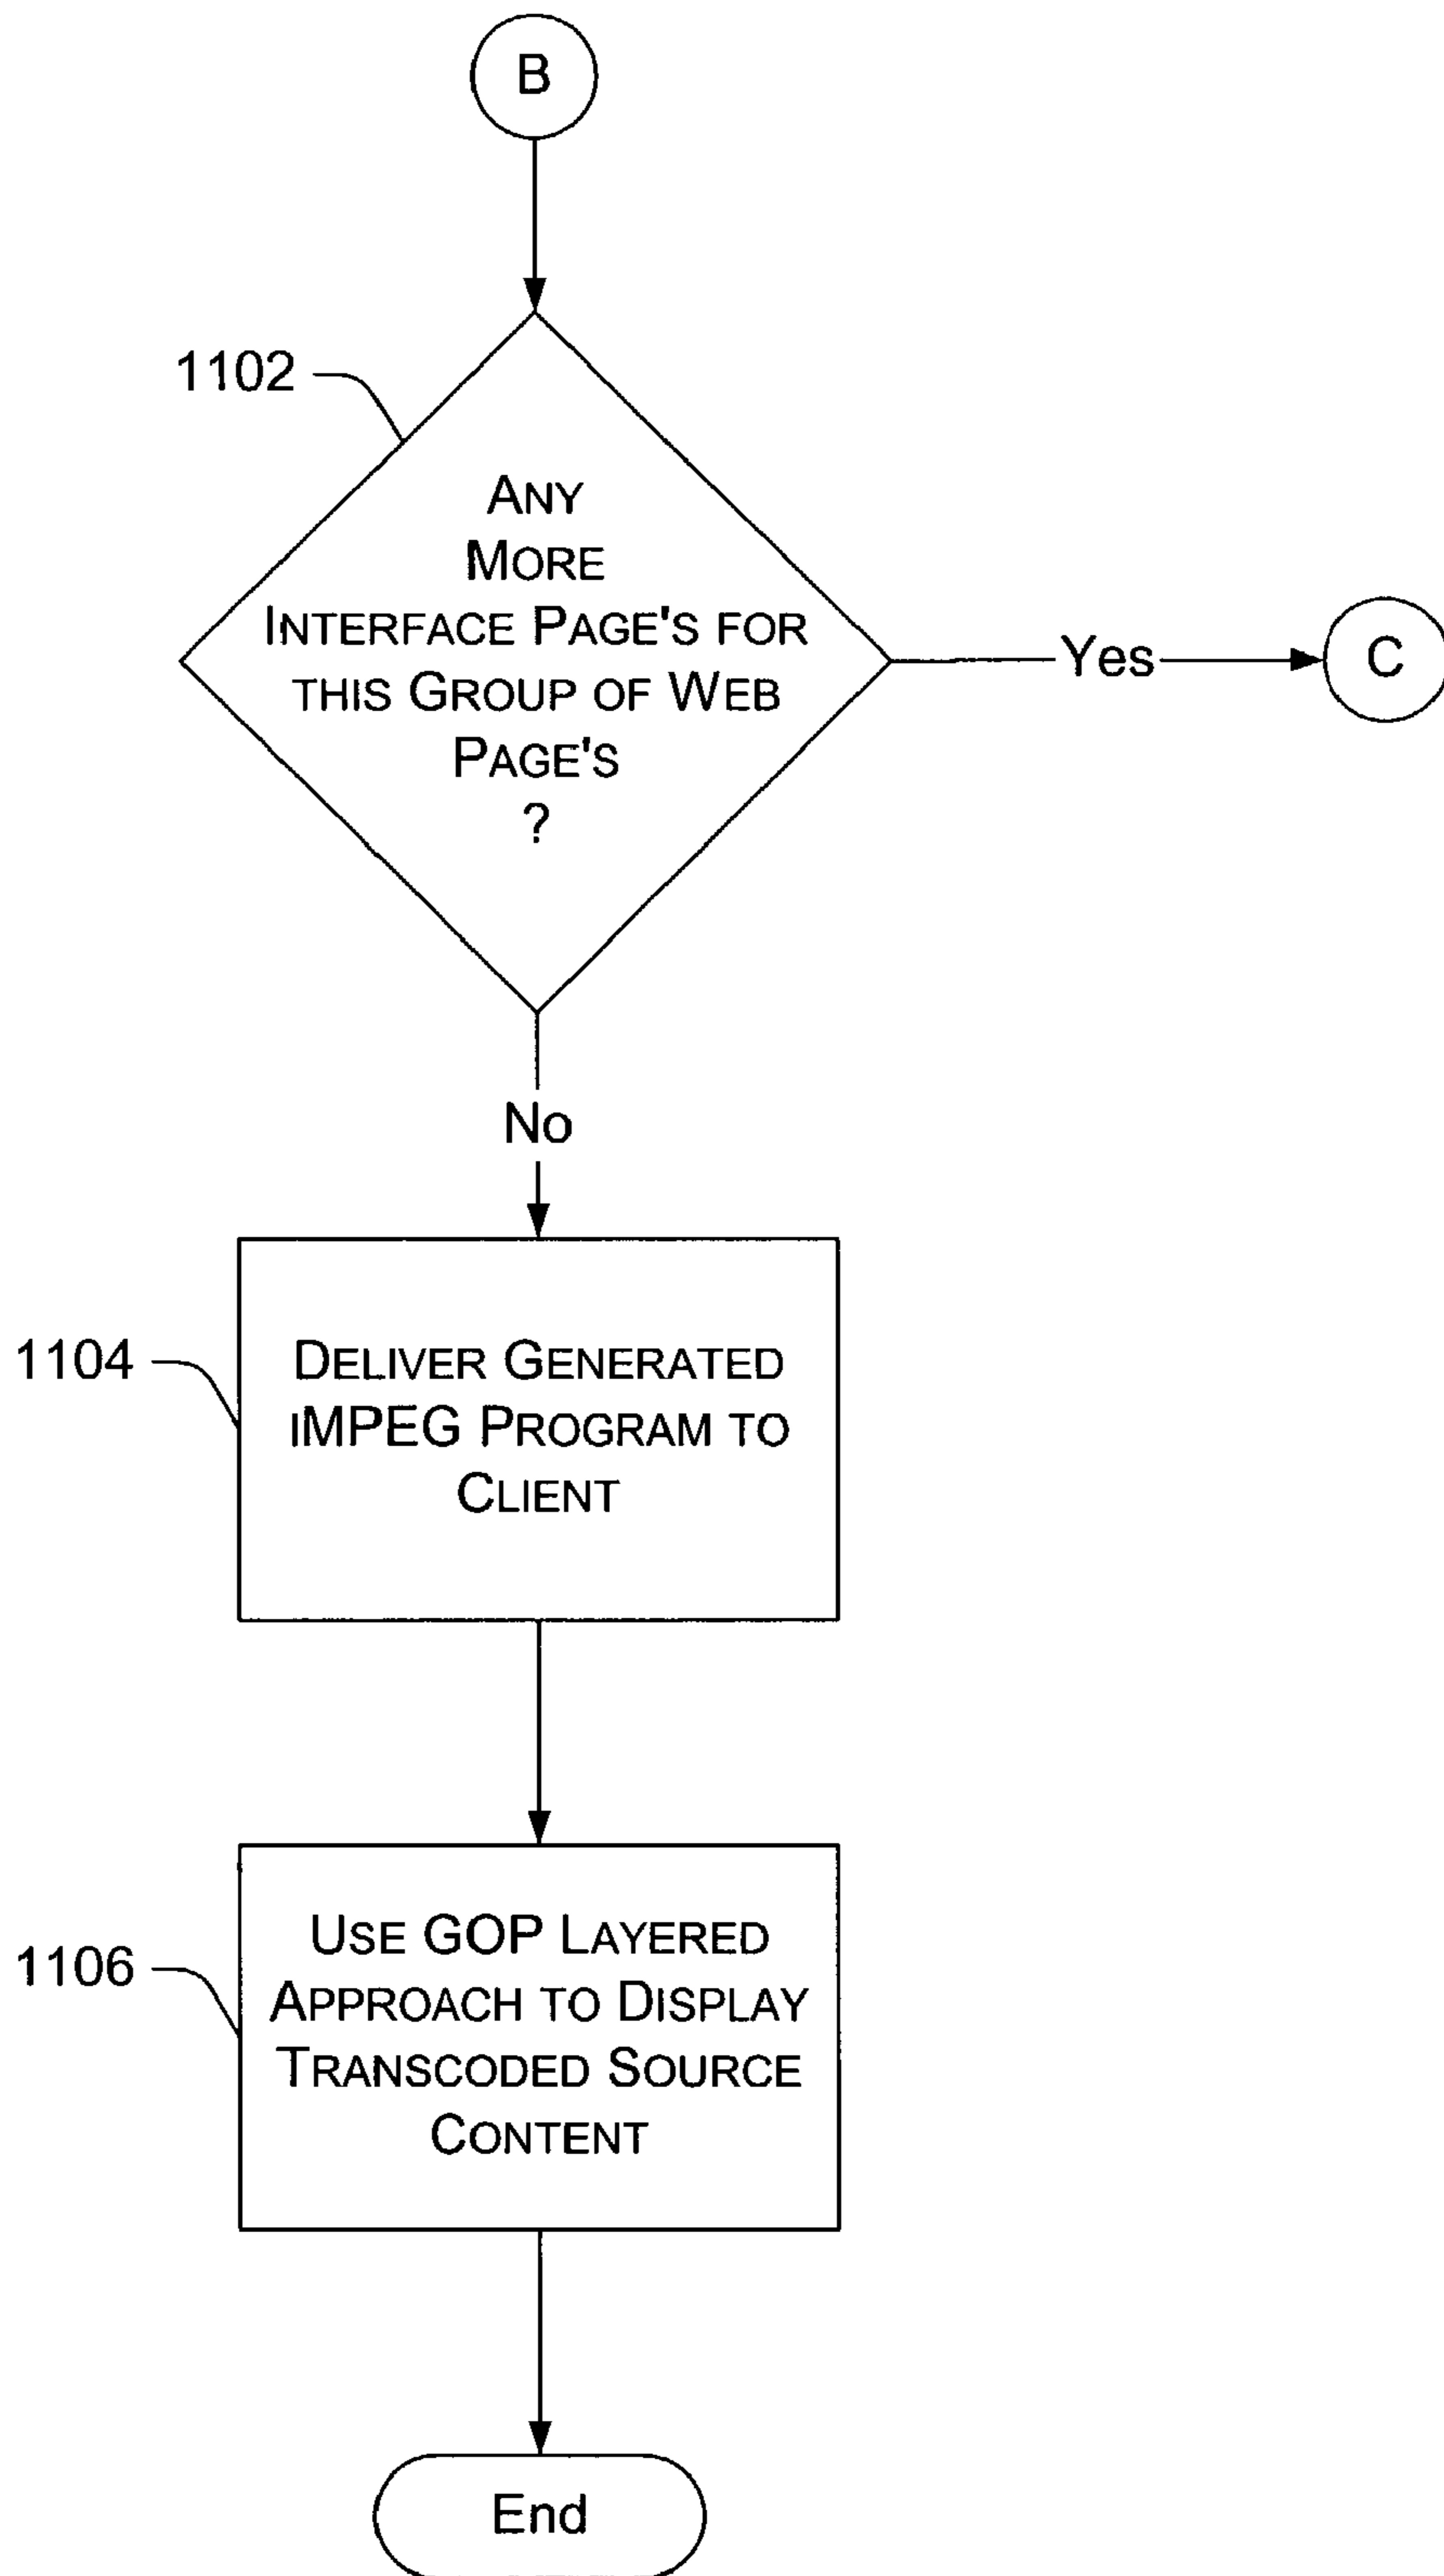 B
1102
ANY
MORE
INTERFACE PAGE'S FOR
THIS GROUP OF WEB
PAGE'S
?
Yes
C
No
1104
DELIVER GENERATED
IMPEG PROGRAM TO
CLIENT
1106
USE GOP LAYERED
APPROACH TO DISPLAY
TRANSCODED SOURCE
CONTENT
End